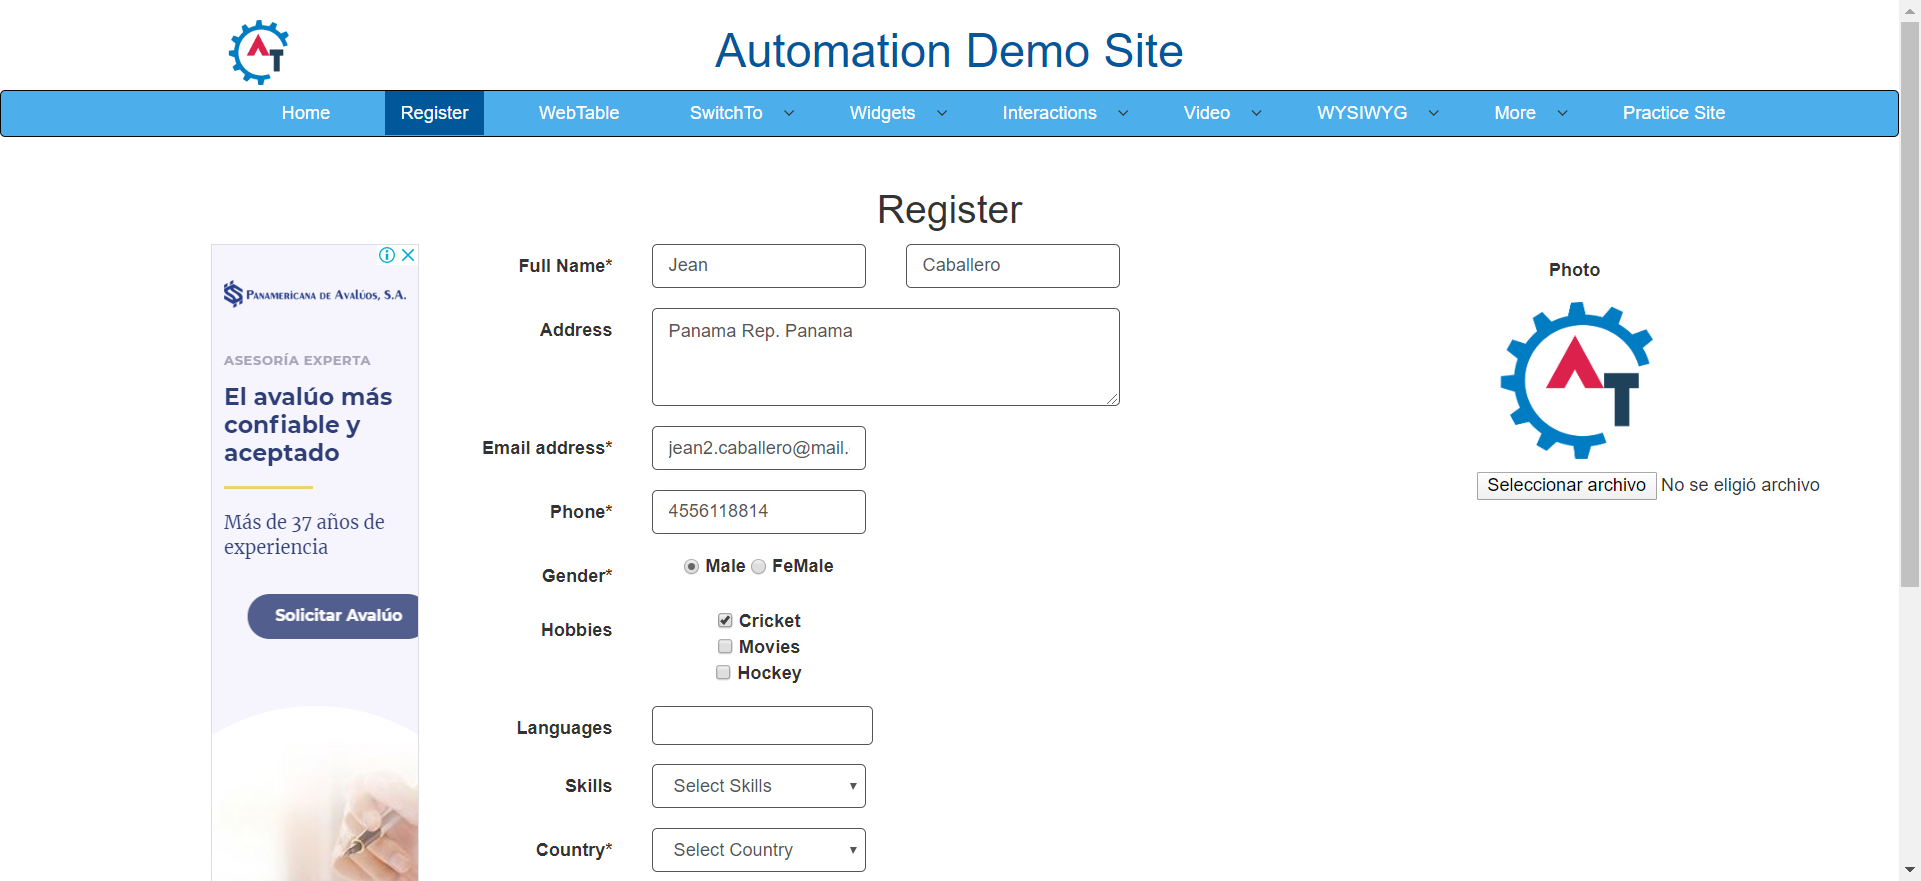 Automation Demo Site
Home Register WebTable SwitchTo Widgets Interactions Video WYSIWYG More Practice Site
Register
PANAMERICANA DE AVALÚOS, S.A.
ASESORÍA EXPERTA
El avalúo más
confiable y
aceptado
Más de 37 años de
experiencia
Solicitar Avalúo
Full Name* Jean Caballero
Address Panama Rep. Panama
Email address* jean2.caballero@mail.
Phone* 4556118814
Gender* Male FeMale
Hobbies Cricket
Movies
Hockey
Languages
Skills Select Skills
Country* Select Country
Photo
AT
Seleccionar archivo No se eligió archivo